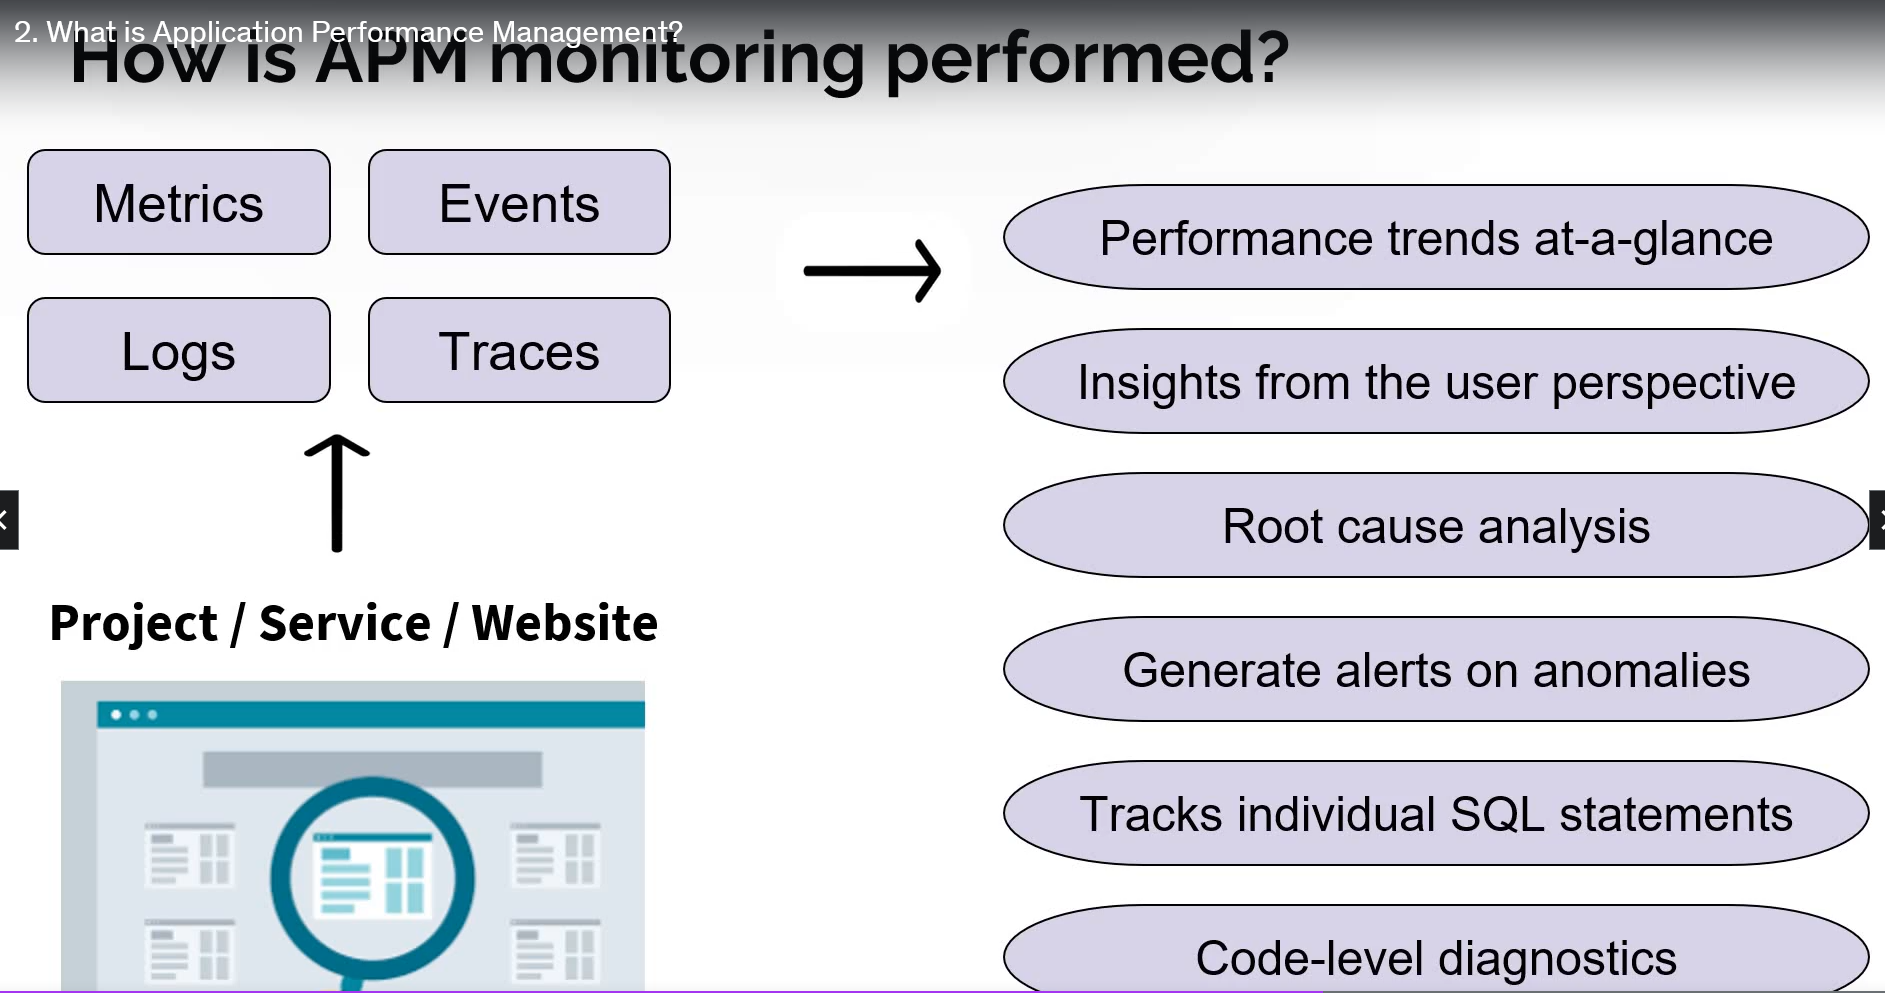 2. What is Application Performance Management?
How is APM monitoring performed?
Metrics
Events
Logs
Traces
Project / Service / Website
Performance trends at-a-glance
Insights from the user perspective
Root cause analysis
Generate alerts on anomalies
Tracks individual SQL statements
Code-level diagnostics